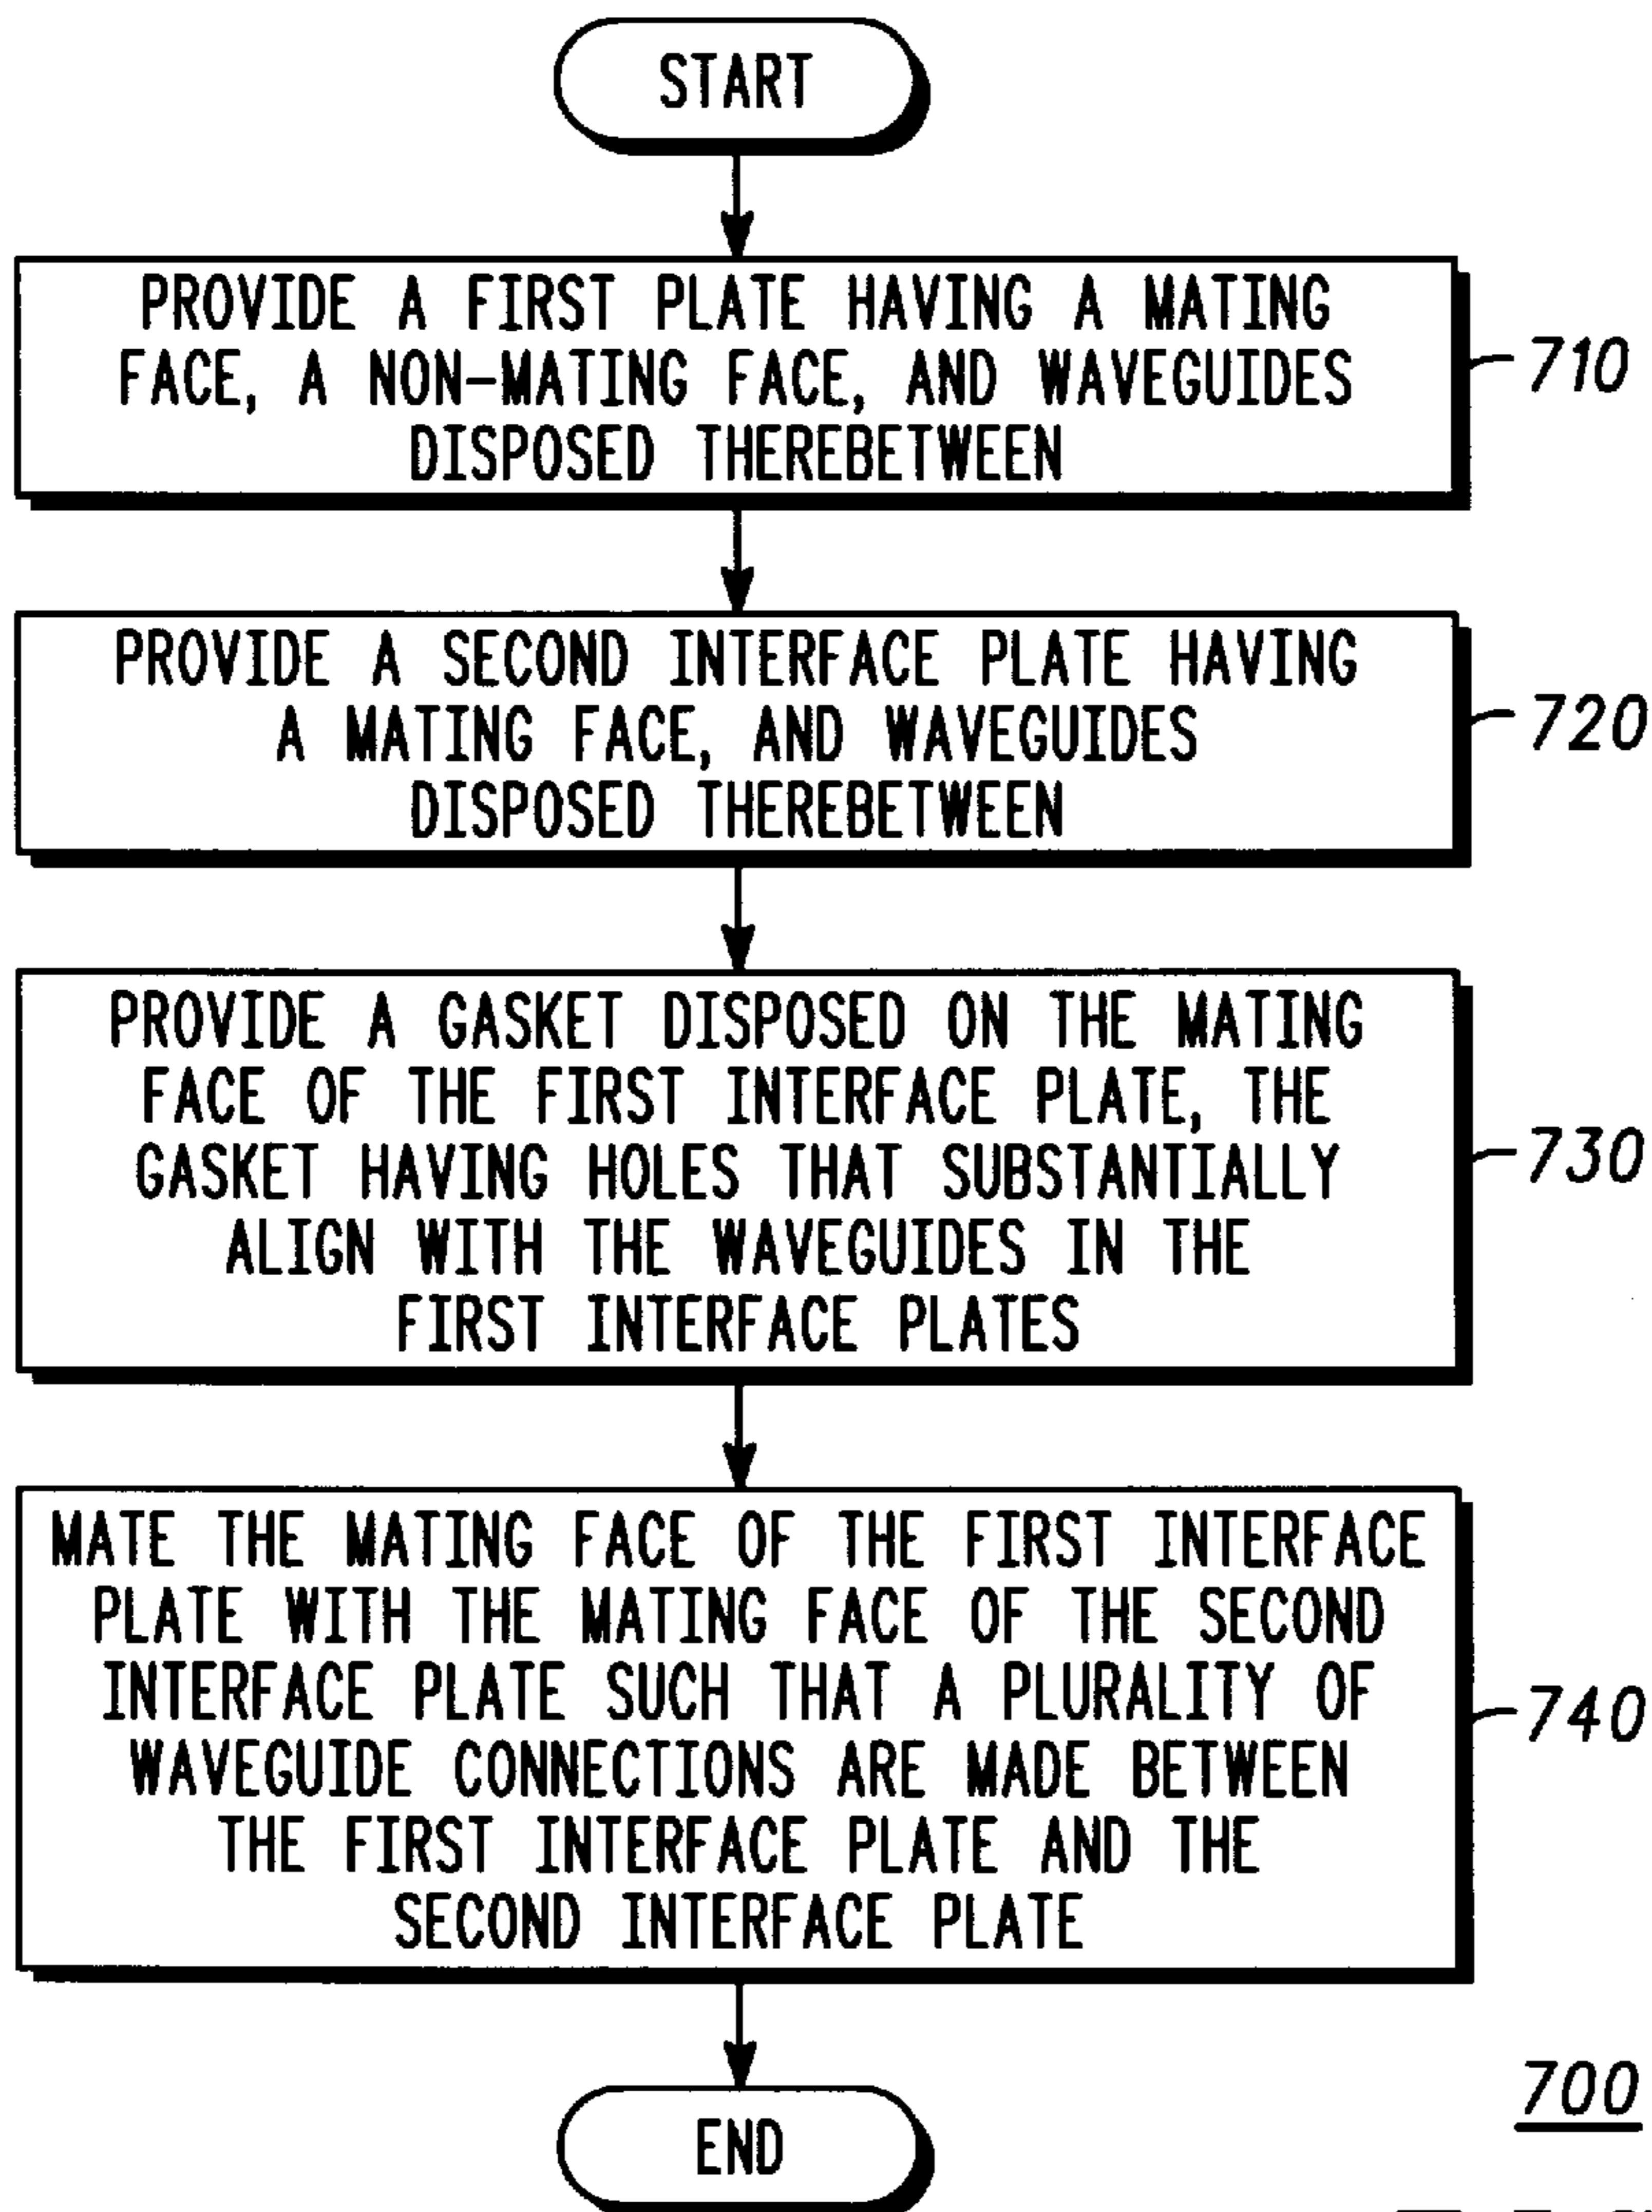 START
PROVIDE A FIRST PLATE HAVING A MATING
FACE, A NON-MATING FACE, AND WAVEGUIDES
DISPOSED THEREBETWEEN
710
PROVIDE A SECOND INTERFACE PLATE HAVING
A MATING FACE, AND WAVEGUIDES
DISPOSED THEREBETWEEN
720
PROVIDE A GASKET DISPOSED ON THE MATING
FACE OF THE FIRST INTERFACE PLATE, THE
GASKET HAVING HOLES THAT SUBSTANTIALLY
ALIGN WITH THE WAVEGUIDES IN THE
FIRST INTERFACE PLATES
730
MATE THE MATING FACE OF THE FIRST INTERFACE
PLATE WITH THE MATING FACE OF THE SECOND
INTERFACE PLATE SUCH THAT A PLURALITY OF
WAVEGUIDE CONNECTIONS ARE MADE BETWEEN
THE FIRST INTERFACE PLATE AND THE
SECOND INTERFACE PLATE
740
END
700